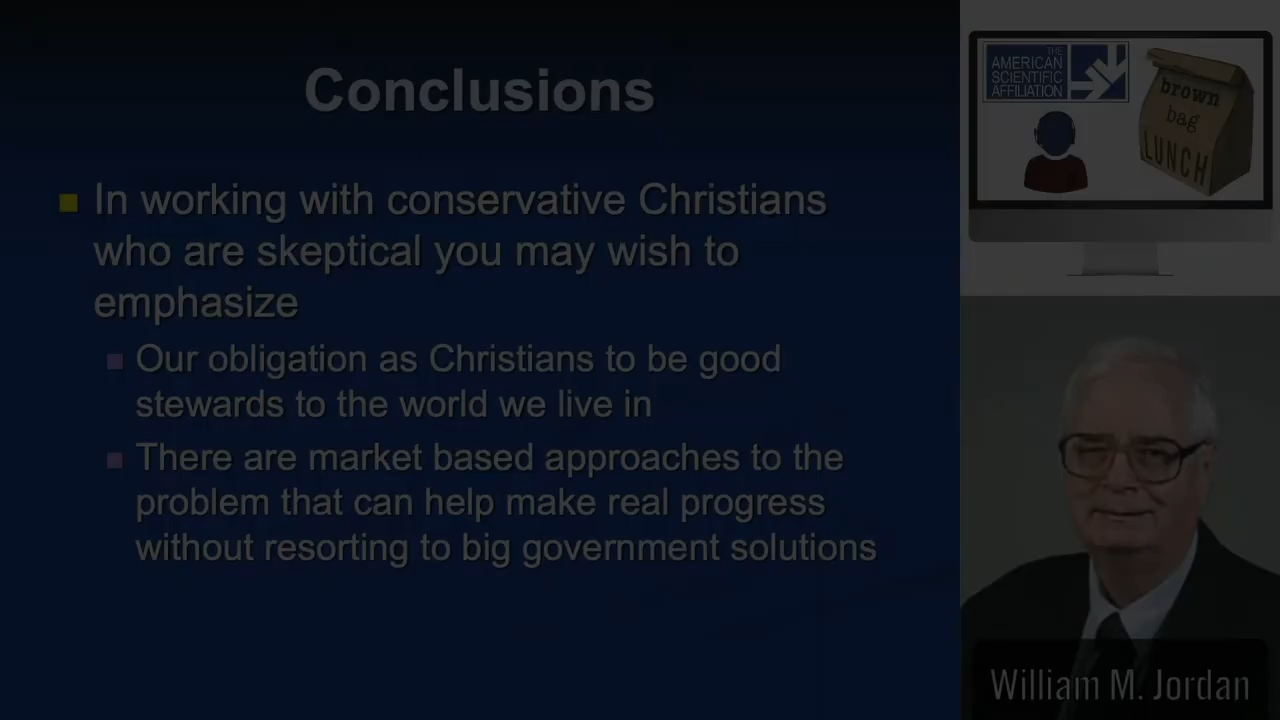 Conclusions
In working with conservative Christians
who are skeptical you may wish to
emphasize
Our obligation as Christians to be good
stewards to the world we live in
There are market based approaches to the
problem that can help make real progress
without resorting to big government solutions
THE
AMERICAN
SCIENTIFIC
AFFILIATION
brown
bag
LUNCH
William M. Jordan